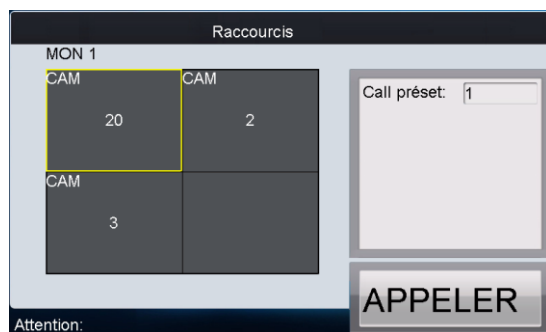 Raccourcis
MON 1
CAM
20
CAM
2
CAM
3
Call préset: 1
APPELER
Attention: